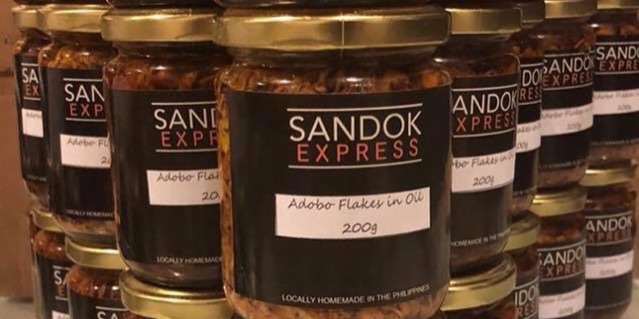 SANDOK
EXPRESS
Adobo Flakes in Oil
200g
LOCALLY HOMEMADE IN THE PHILIPPINES